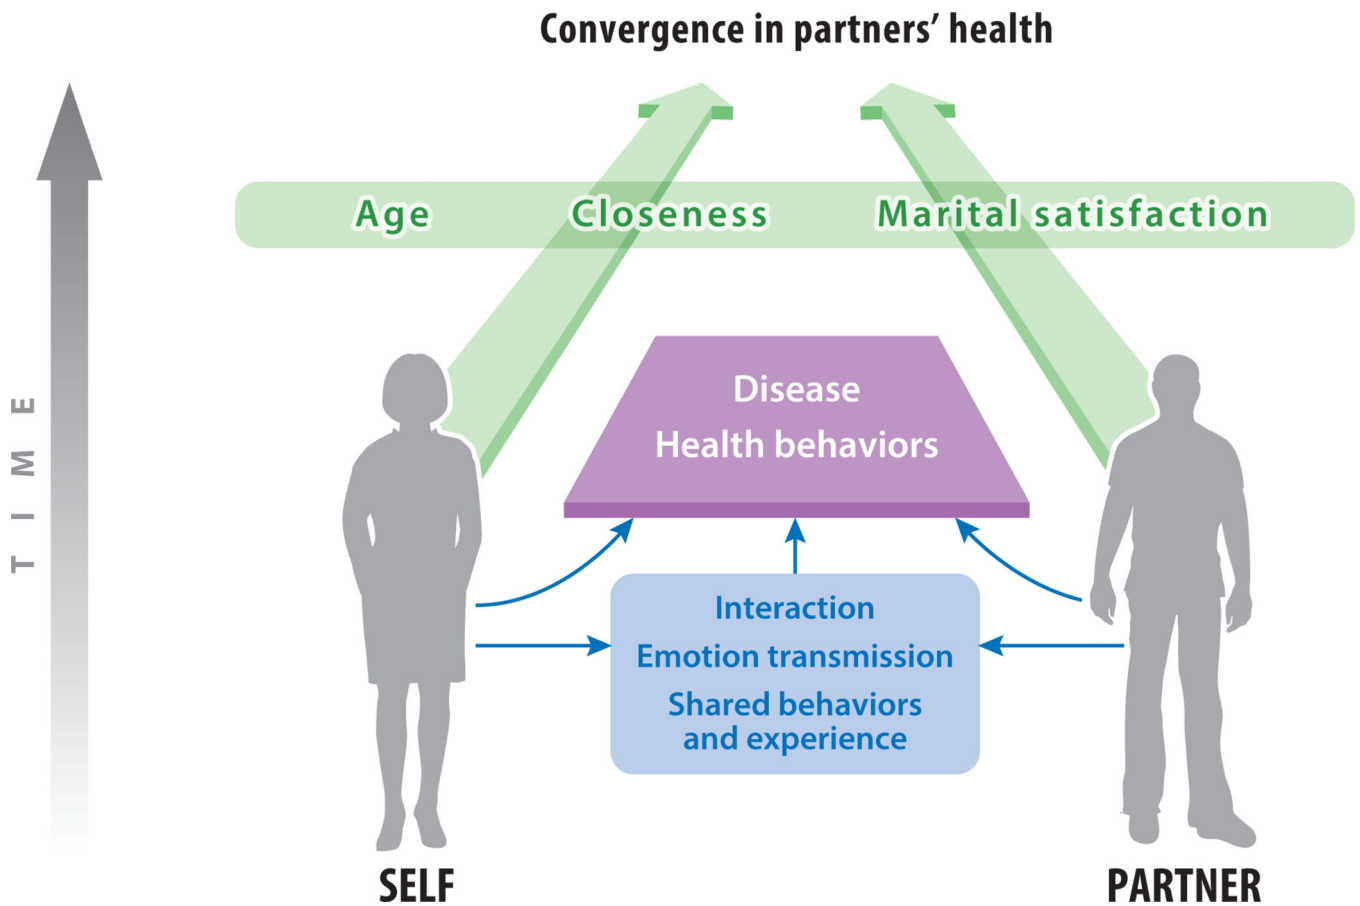 Convergence in partners’ health
Age Closeness Marital satisfaction
TIME
Disease
Health behaviors
Interaction
Emotion transmission
Shared behaviors
and experience
SELF PARTNER